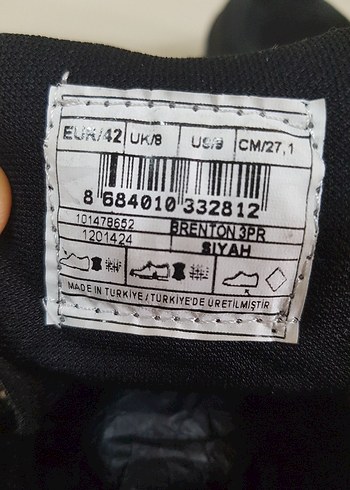 EUR/42 UK/8 US/9 CM/27,1
8 684010 332812
101478652 BRENTON 3PR
1201424 SIYAH
MADE IN TURKIYE / TURKIYE'DE URETILMIŞTIR